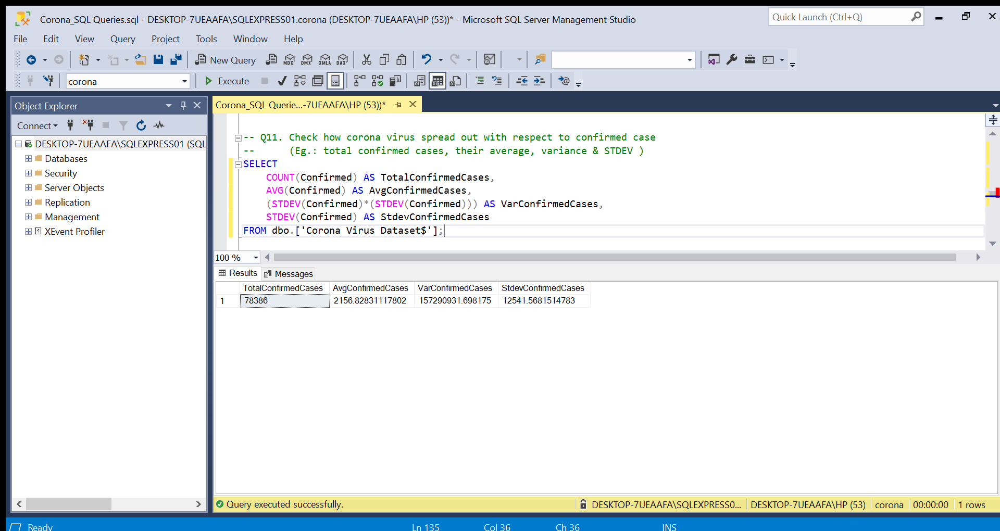 Corona_SQL Queries.sql - DESKTOP-7UEAAFA\SQLEXPRESS01.corona (DESKTOP-7UEAAFA\HP (53))* - Microsoft SQL Server Management Studio
Quick Launch (Ctrl+Q)
File Edit View Query Project Tools Window Help
New Query MDX DMX XMLA DAX
corona Execute
Object Explorer
Connect
DESKTOP-7UEAAFA\SQLEXPRESS01 (SQL
Databases
Security
Server Objects
Replication
Management
XEvent Profiler
Corona_SQL Querie...-7UEAAFA\HP (53))*
-- Q11. Check how corona virus spread out with respect to confirmed case
--      (Eg.: total confirmed cases, their average, variance & STDEV )
SELECT
    COUNT(Confirmed) AS TotalConfirmedCases,
    AVG(Confirmed) AS AvgConfirmedCases,
    (STDEV(Confirmed)*(STDEV(Confirmed))) AS VarConfirmedCases,
    STDEV(Confirmed) AS StdevConfirmedCases
FROM dbo.['Corona Virus Dataset$'];
100 %
Results Messages
TotalConfirmedCases AvgConfirmedCases VarConfirmedCases StdevConfirmedCases
1 78386 2156.82831117802 157290931.698175 12541.5681514783
Query executed successfully. DESKTOP-7UEAAFA\SQLEXPRESS0... DESKTOP-7UEAAFA\HP (53) corona 00:00:00 1 rows
Ready Ln 135 Col 36 Ch 36 INS